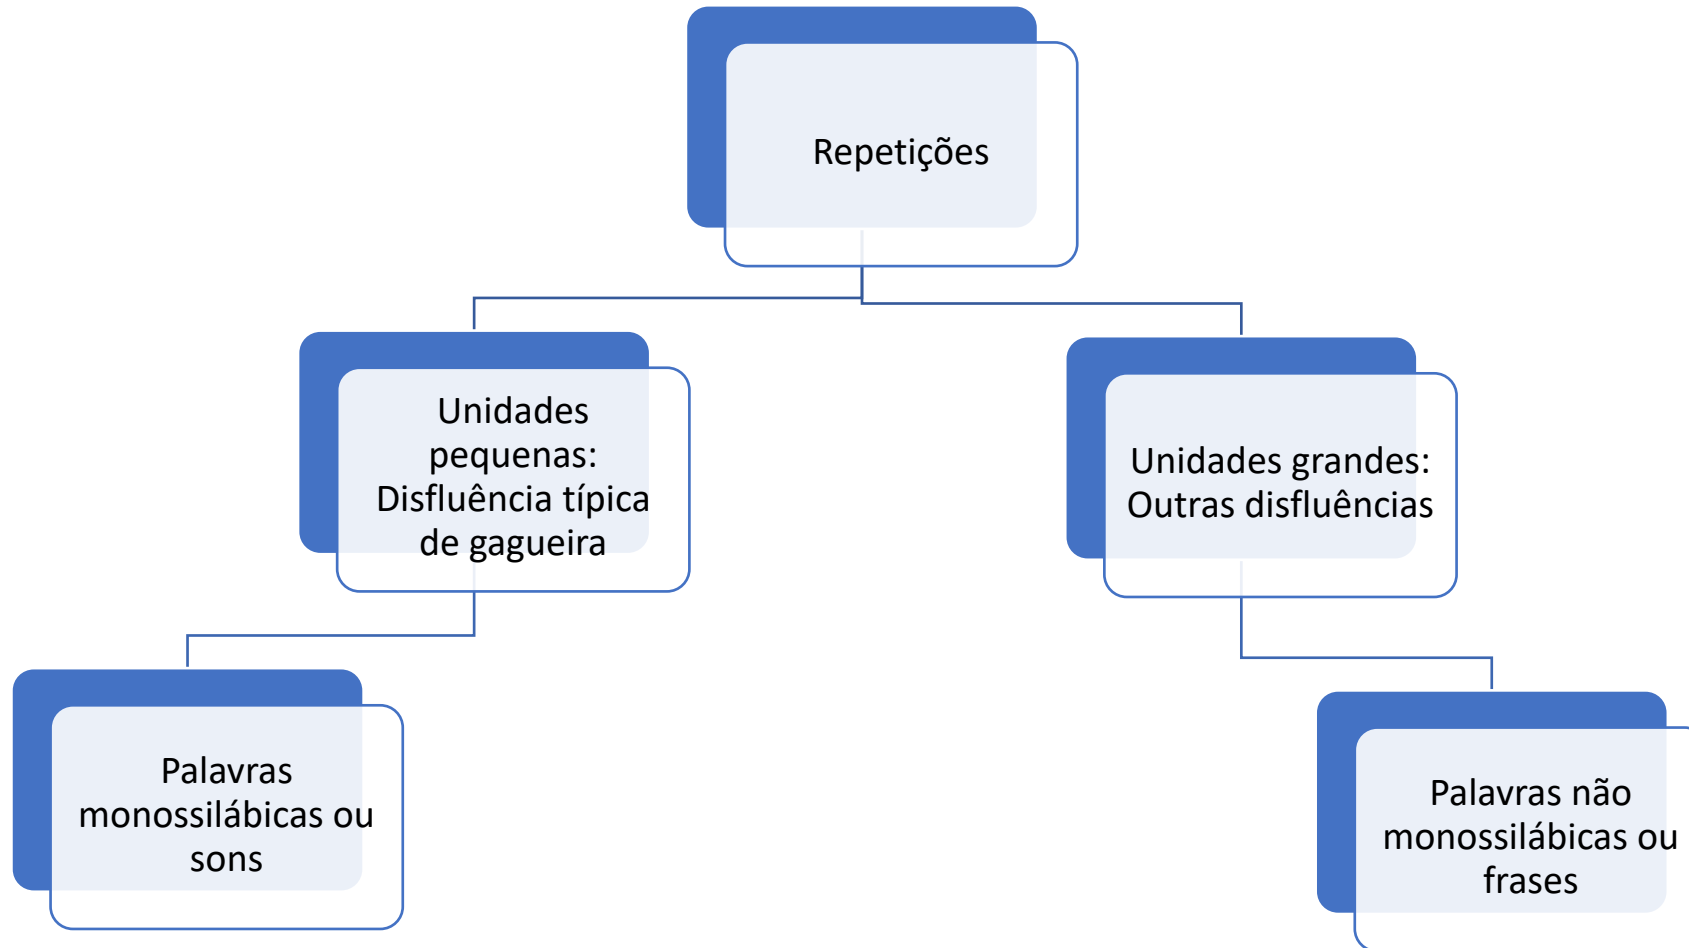 Repetições
Unidades
pequenas:
Disfluência típica
de gagueira
Unidades grandes:
Outras disfluências
Palavras
monossilábicas ou
sons
Palavras não
monossilábicas ou
frases